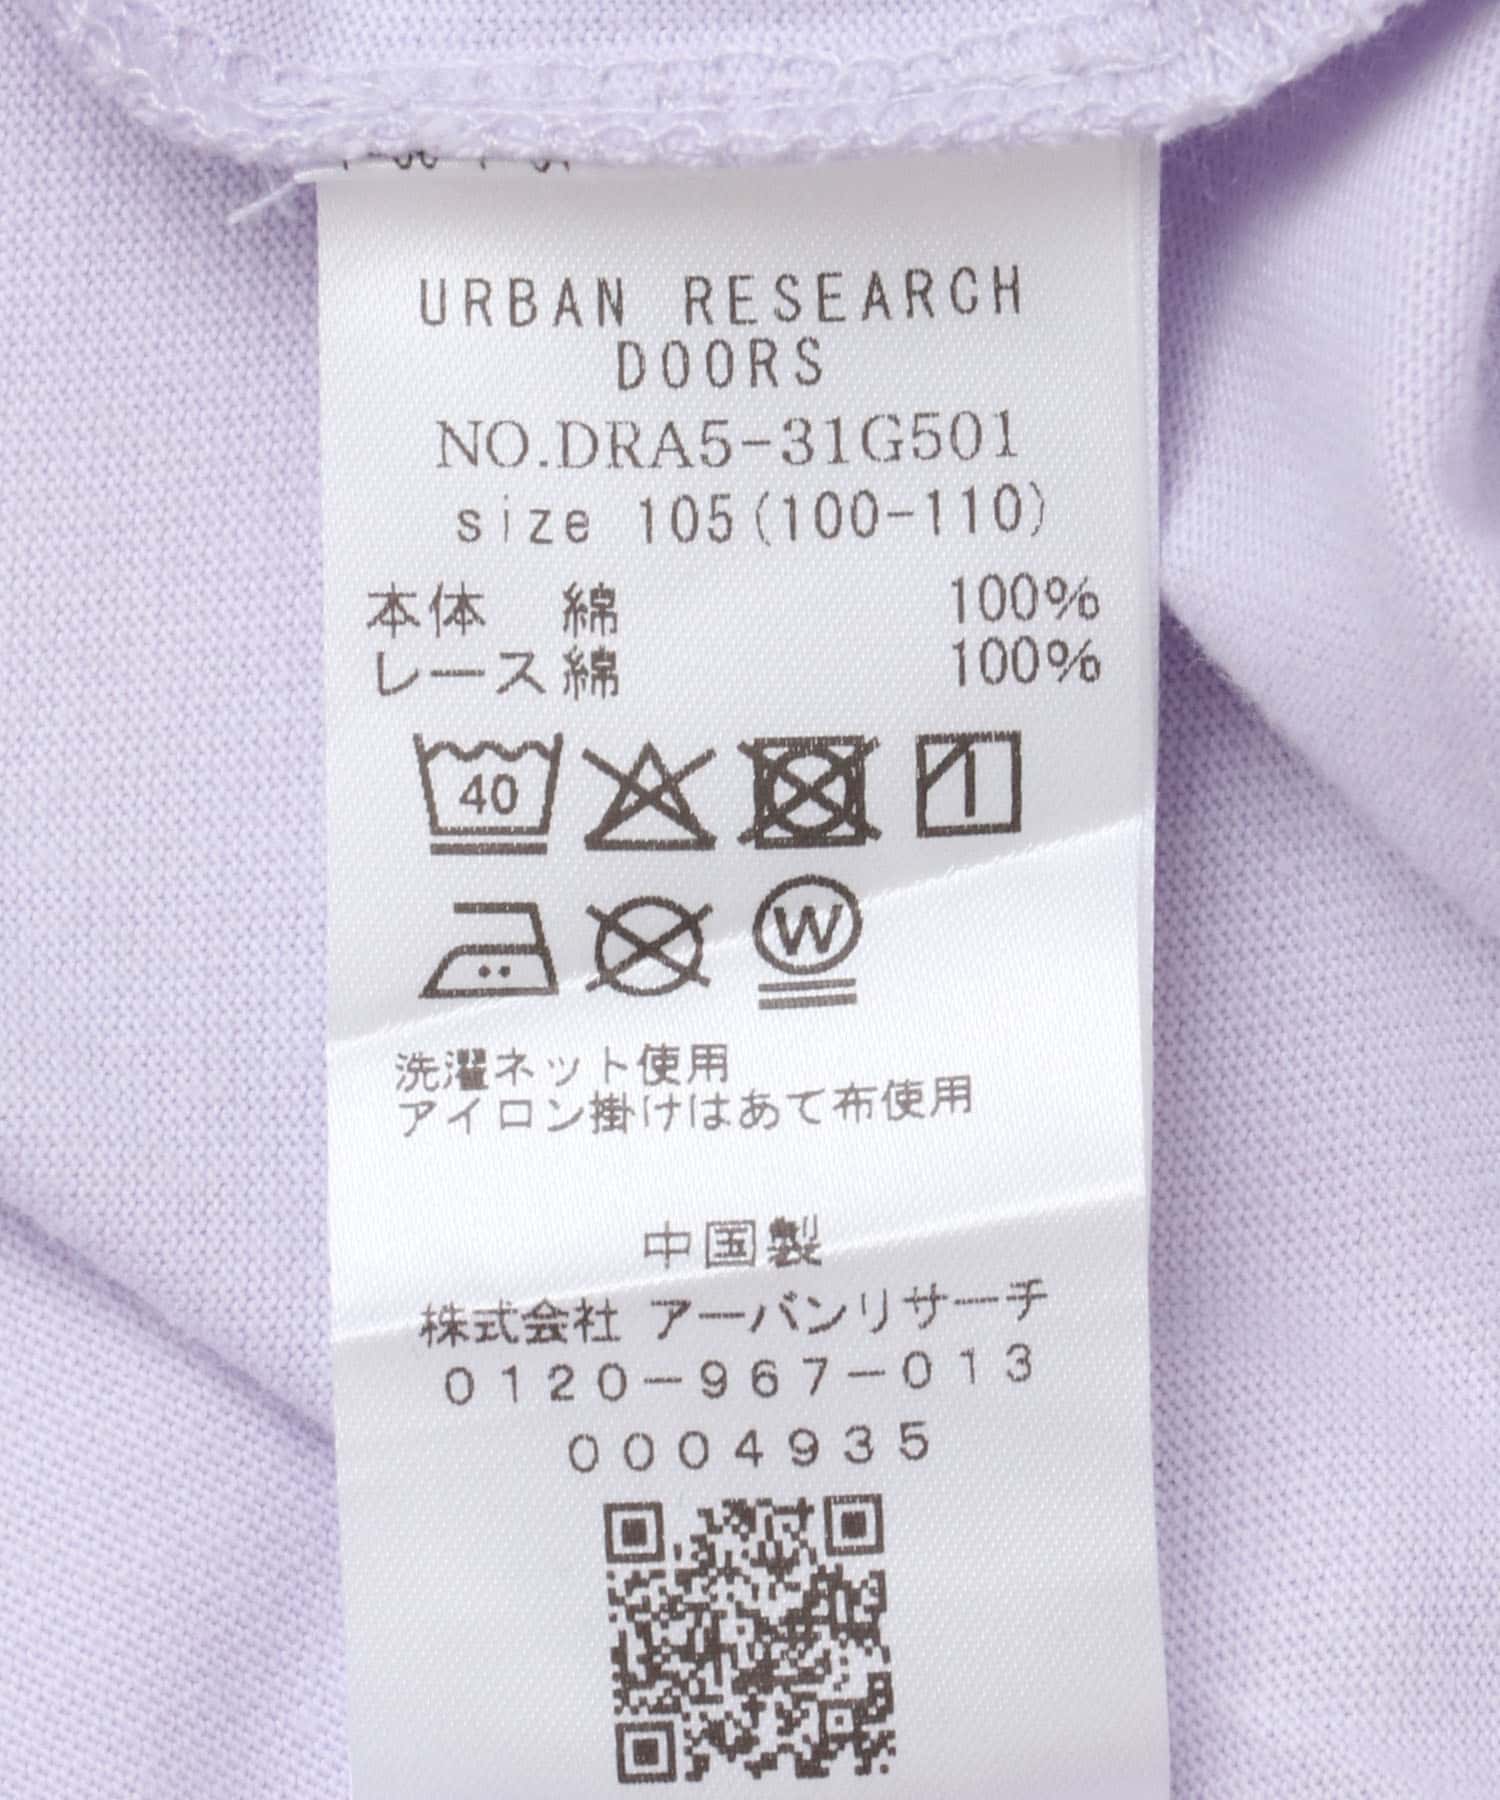 URBAN RESEARCH
DOORS
NO.DRA5-31G501
size 105(100-110)
本体 綿 100%
レース 綿 100%
40
W
洗濯ネット使用
アイロン掛けはあて布使用
中国製
株式会社 アーバンリサーチ
0120-967-013
0004935